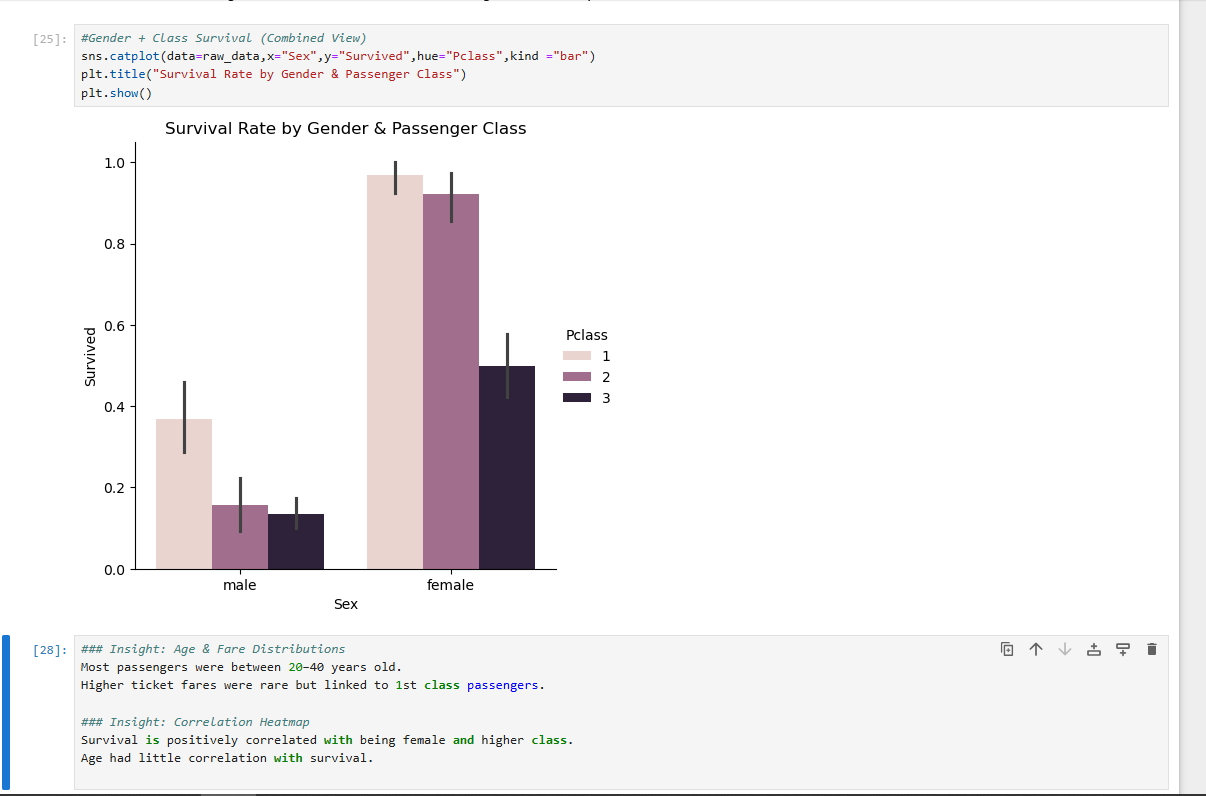 [25]:
#Gender + Class Survival (Combined View)
sns.catplot(data=raw_data,x="Sex",y="Survived",hue="Pclass",kind ="bar")
plt.title("Survival Rate by Gender & Passenger Class")
plt.show()
Survival Rate by Gender & Passenger Class
1.0
0.8
0.6
0.4
0.2
0.0
Survived
male
female
Sex
Pclass
1
2
3
[28]:
### Insight: Age & Fare Distributions
Most passengers were between 20–40 years old.
Higher ticket fares were rare but linked to 1st class passengers.
### Insight: Correlation Heatmap
Survival is positively correlated with being female and higher class.
Age had little correlation with survival.